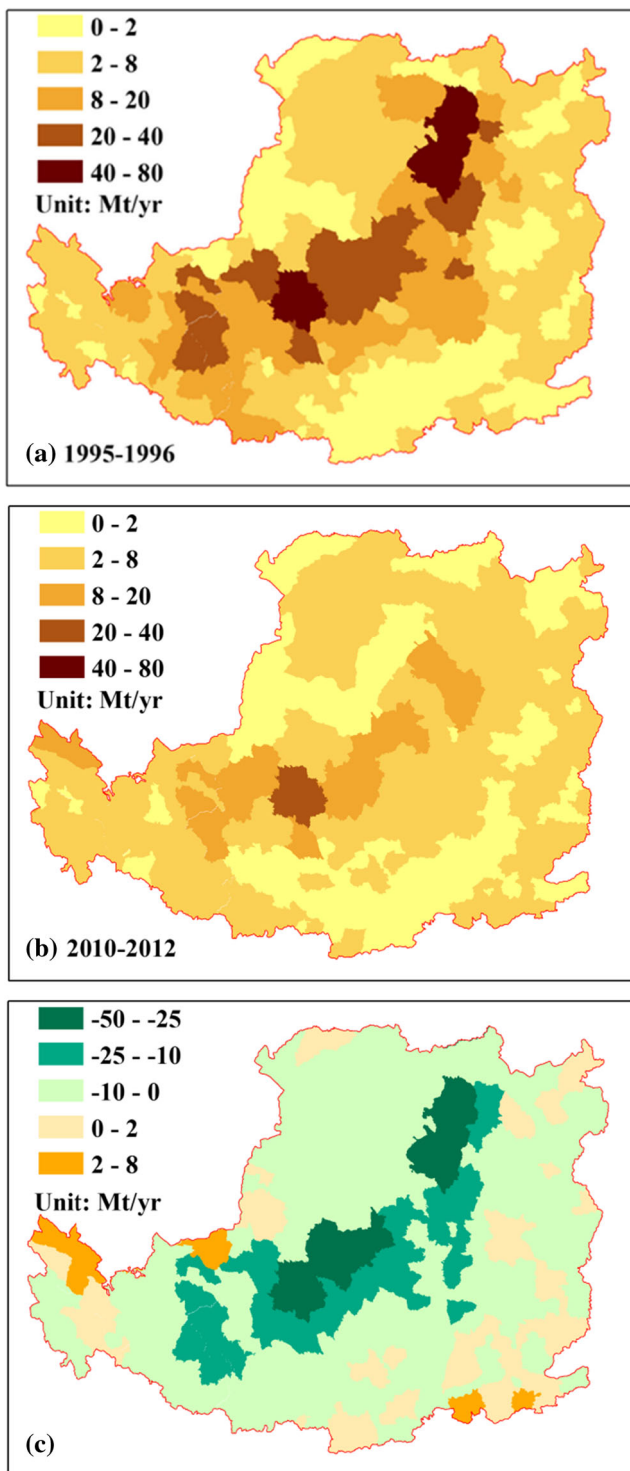 0 - 2
2 - 8
8 - 20
20 - 40
40 - 80
Unit: Mt/yr
(a) 1995-1996
0 - 2
2 - 8
8 - 20
20 - 40
40 - 80
Unit: Mt/yr
(b) 2010-2012
-50 - -25
-25 - -10
-10 - 0
0 - 2
2 - 8
Unit: Mt/yr
(c)